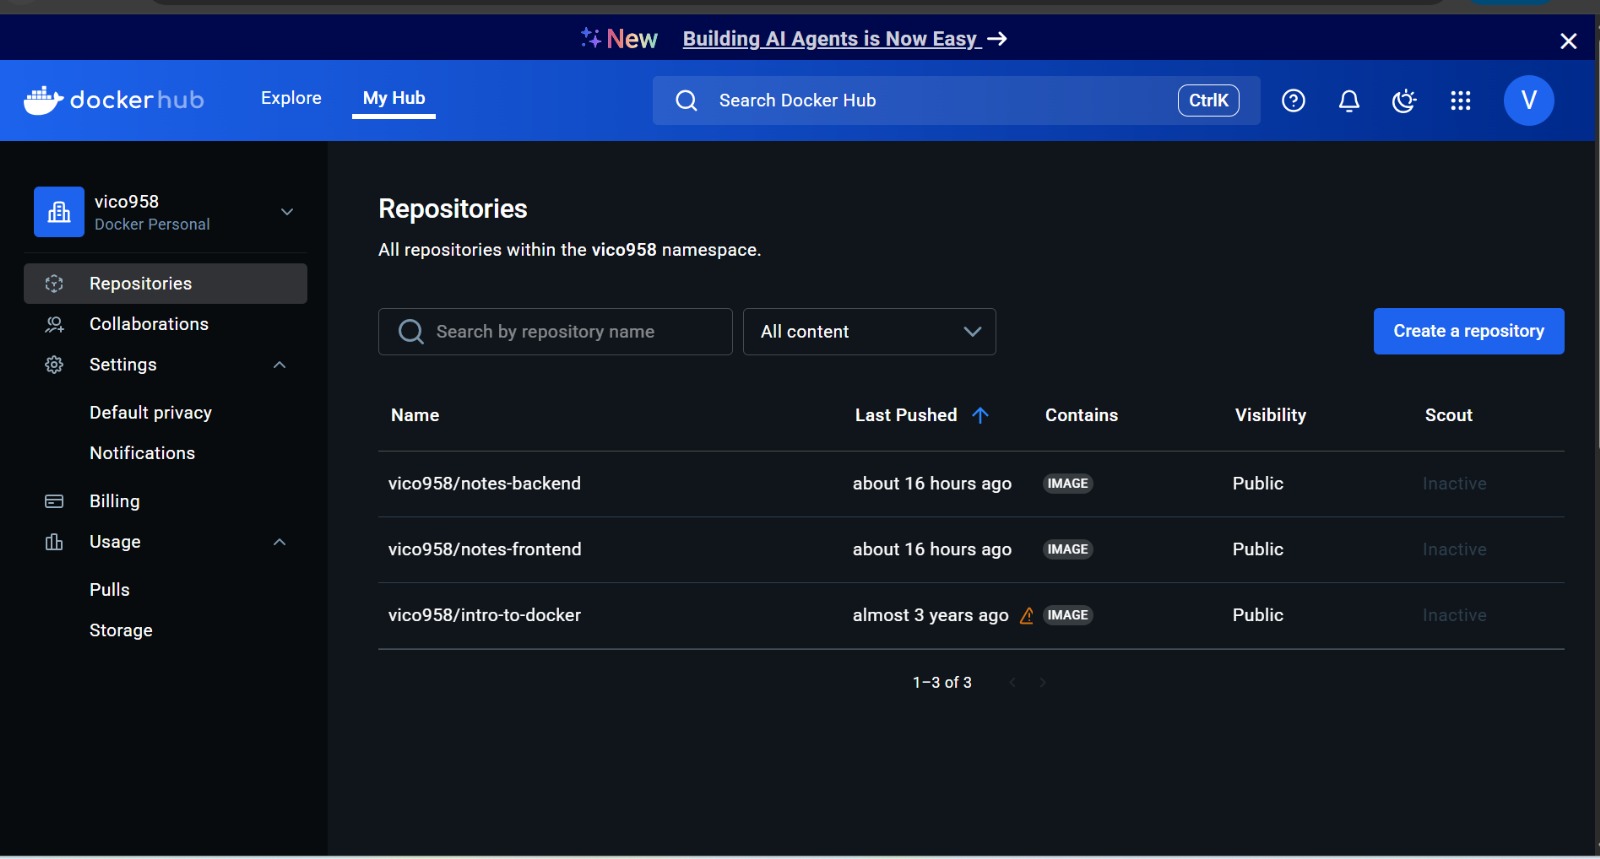 New Building AI Agents is Now Easy →
docker hub Explore My Hub Search Docker Hub CtrlK V
vico958
Docker Personal
Repositories
Collaborations
Settings
Default privacy
Notifications
Billing
Usage
Pulls
Storage
Repositories
All repositories within the vico958 namespace.
Search by repository name All content Create a repository
Name Last Pushed Contains Visibility Scout
vico958/notes-backend about 16 hours ago IMAGE Public Inactive
vico958/notes-frontend about 16 hours ago IMAGE Public Inactive
vico958/intro-to-docker almost 3 years ago IMAGE Public Inactive
1–3 of 3